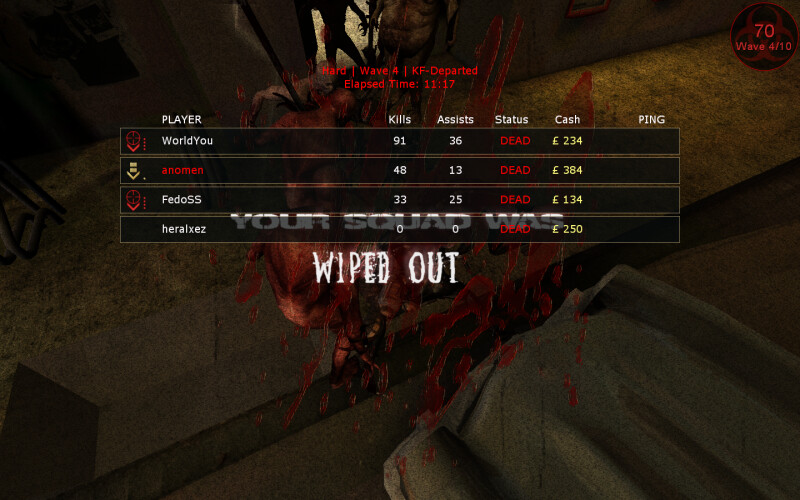 70
Wave 4/10
Hard | Wave 4 | KF-Departed
Elapsed Time: 11:17
PLAYER Kills Assists Status Cash PING
WorldYou 91 36 DEAD £ 234
anomen 48 13 DEAD £ 384
FedoSS 33 25 DEAD £ 134
YOUR SQUAD WAS
heralxez 0 0 DEAD £ 250
WIPED OUT